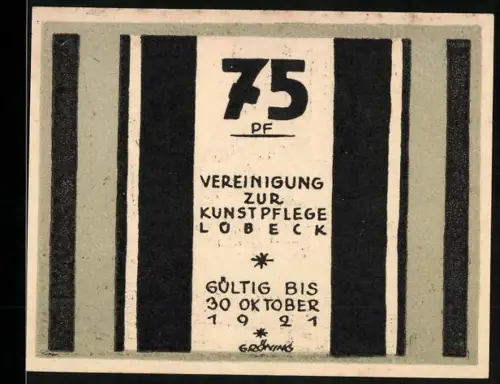 75
PF
VEREINIGUNG
ZUR
KUNSTPFLEGE
LÜBECK
GÜLTIG BIS
30 OKTOBER
1921
GRÖNING